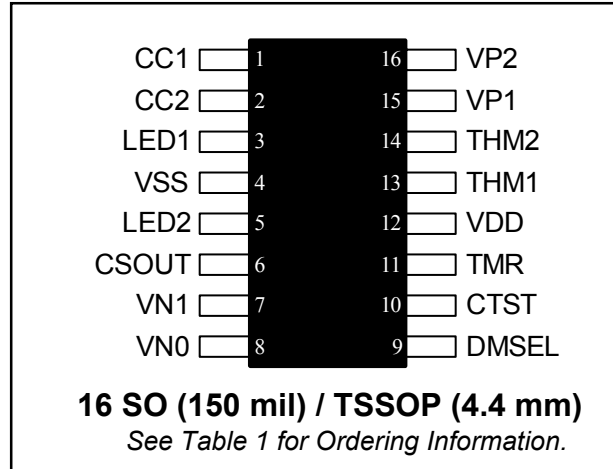 CC1 1 16 VP2
CC2 2 15 VP1
LED1 3 14 THM2
VSS 4 13 THM1
LED2 5 12 VDD
CSOUT 6 11 TMR
VN1 7 10 CTST
VN0 8 9 DMSEL
16 SO (150 mil) / TSSOP (4.4 mm)
See Table 1 for Ordering Information.